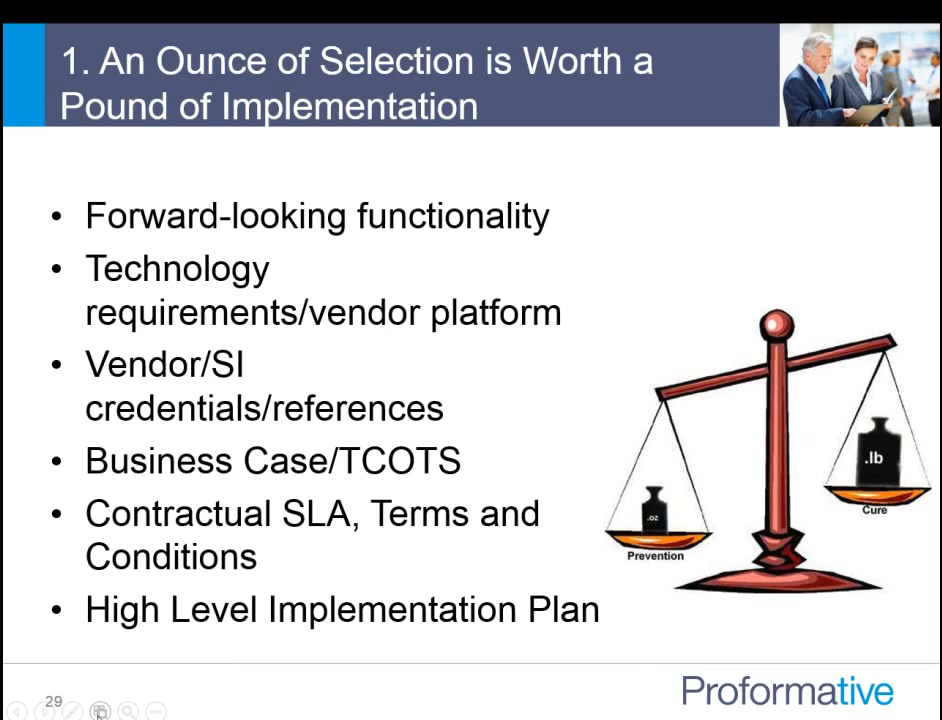 1. An Ounce of Selection is Worth a
Pound of Implementation
• Forward-looking functionality
• Technology
requirements/vendor platform
• Vendor/SI
credentials/references
• Business Case/TCOTS
• Contractual SLA, Terms and
Conditions
• High Level Implementation Plan
.oz
Prevention
.lb
Cure
29
Proformative